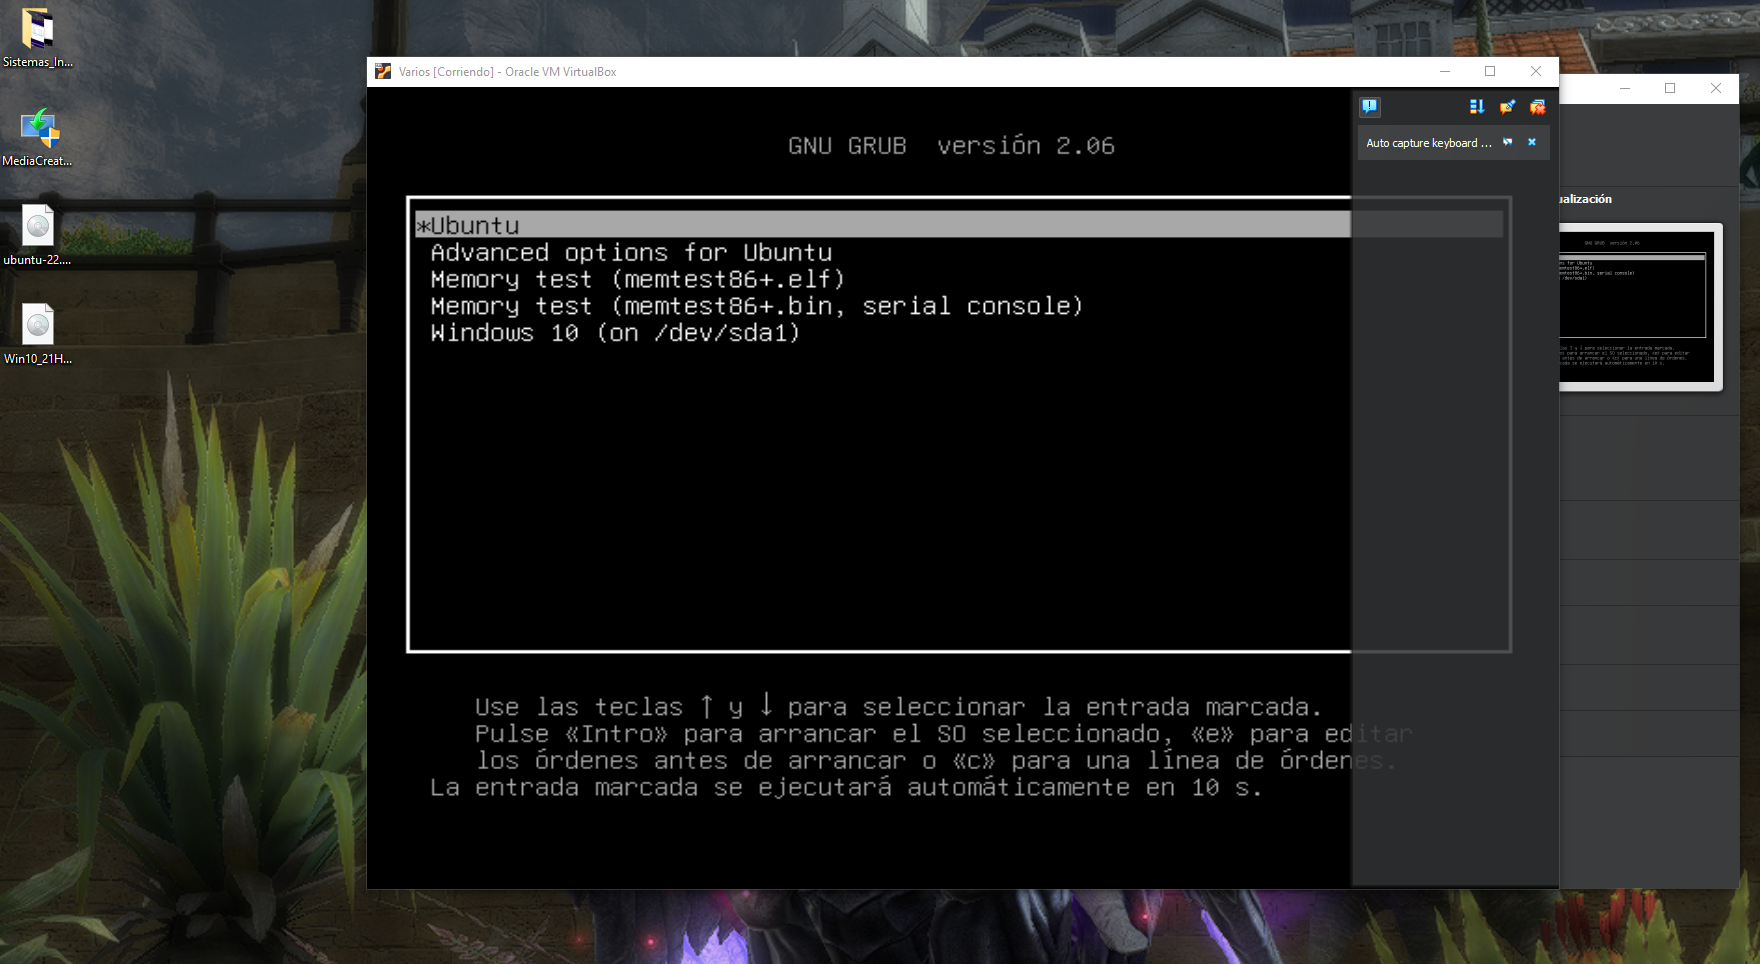 Sistemas_In...
MediaCreat...
ubuntu-22....
Win10_21H...
Varios [Corriendo] - Oracle VM VirtualBox
GNU GRUB  versión 2.06
*Ubuntu
Advanced options for Ubuntu
Memory test (memtest86+.elf)
Memory test (memtest86+.bin, serial console)
Windows 10 (on /dev/sda1)
Use las teclas ↑ y ↓ para seleccionar la entrada marcada.
Pulse «Intro» para arrancar el SO seleccionado, «e» para editar
los órdenes antes de arrancar o «c» para una línea de órdenes.
La entrada marcada se ejecutará automáticamente en 10 s.
Auto capture keyboard ...
ualización